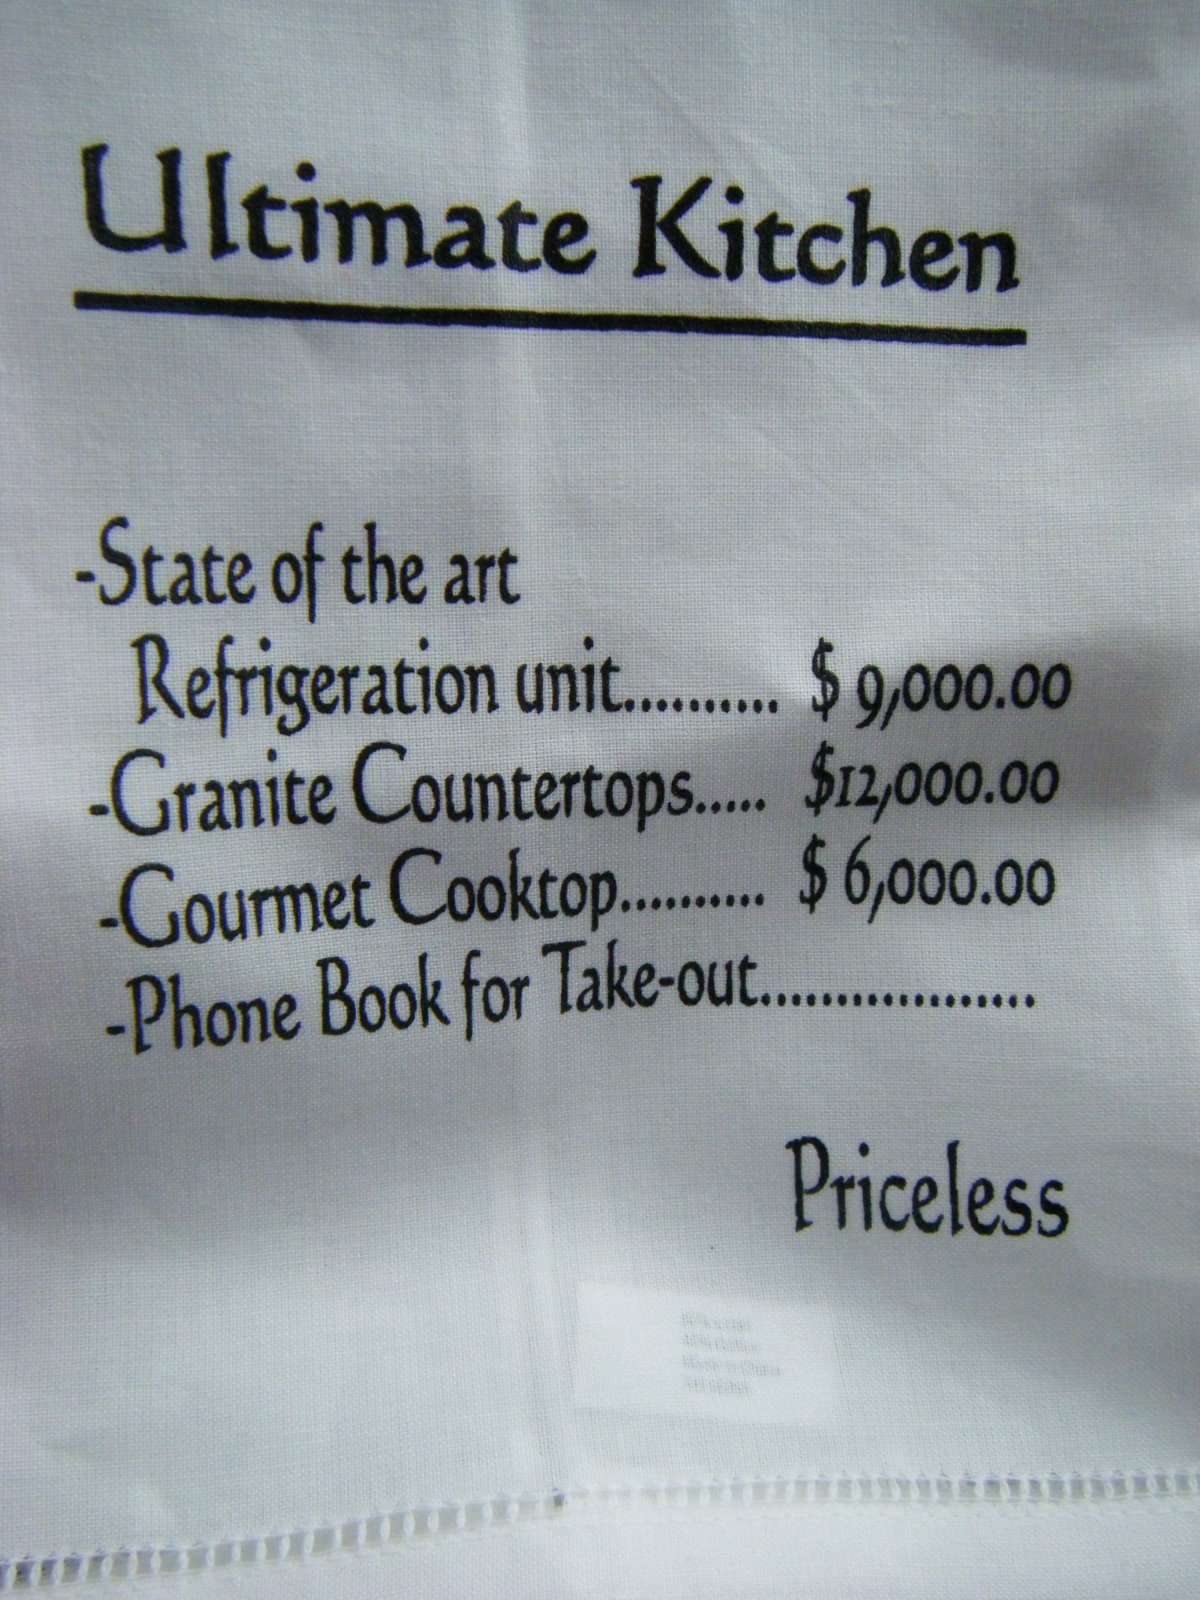 Ultimate Kitchen
-State of the art
Refrigeration unit.......... $ 9,000.00
-Granite Countertops..... $12,000.00
-Gourmet Cooktop.......... $ 6,000.00
-Phone Book for Take-out..................
Priceless